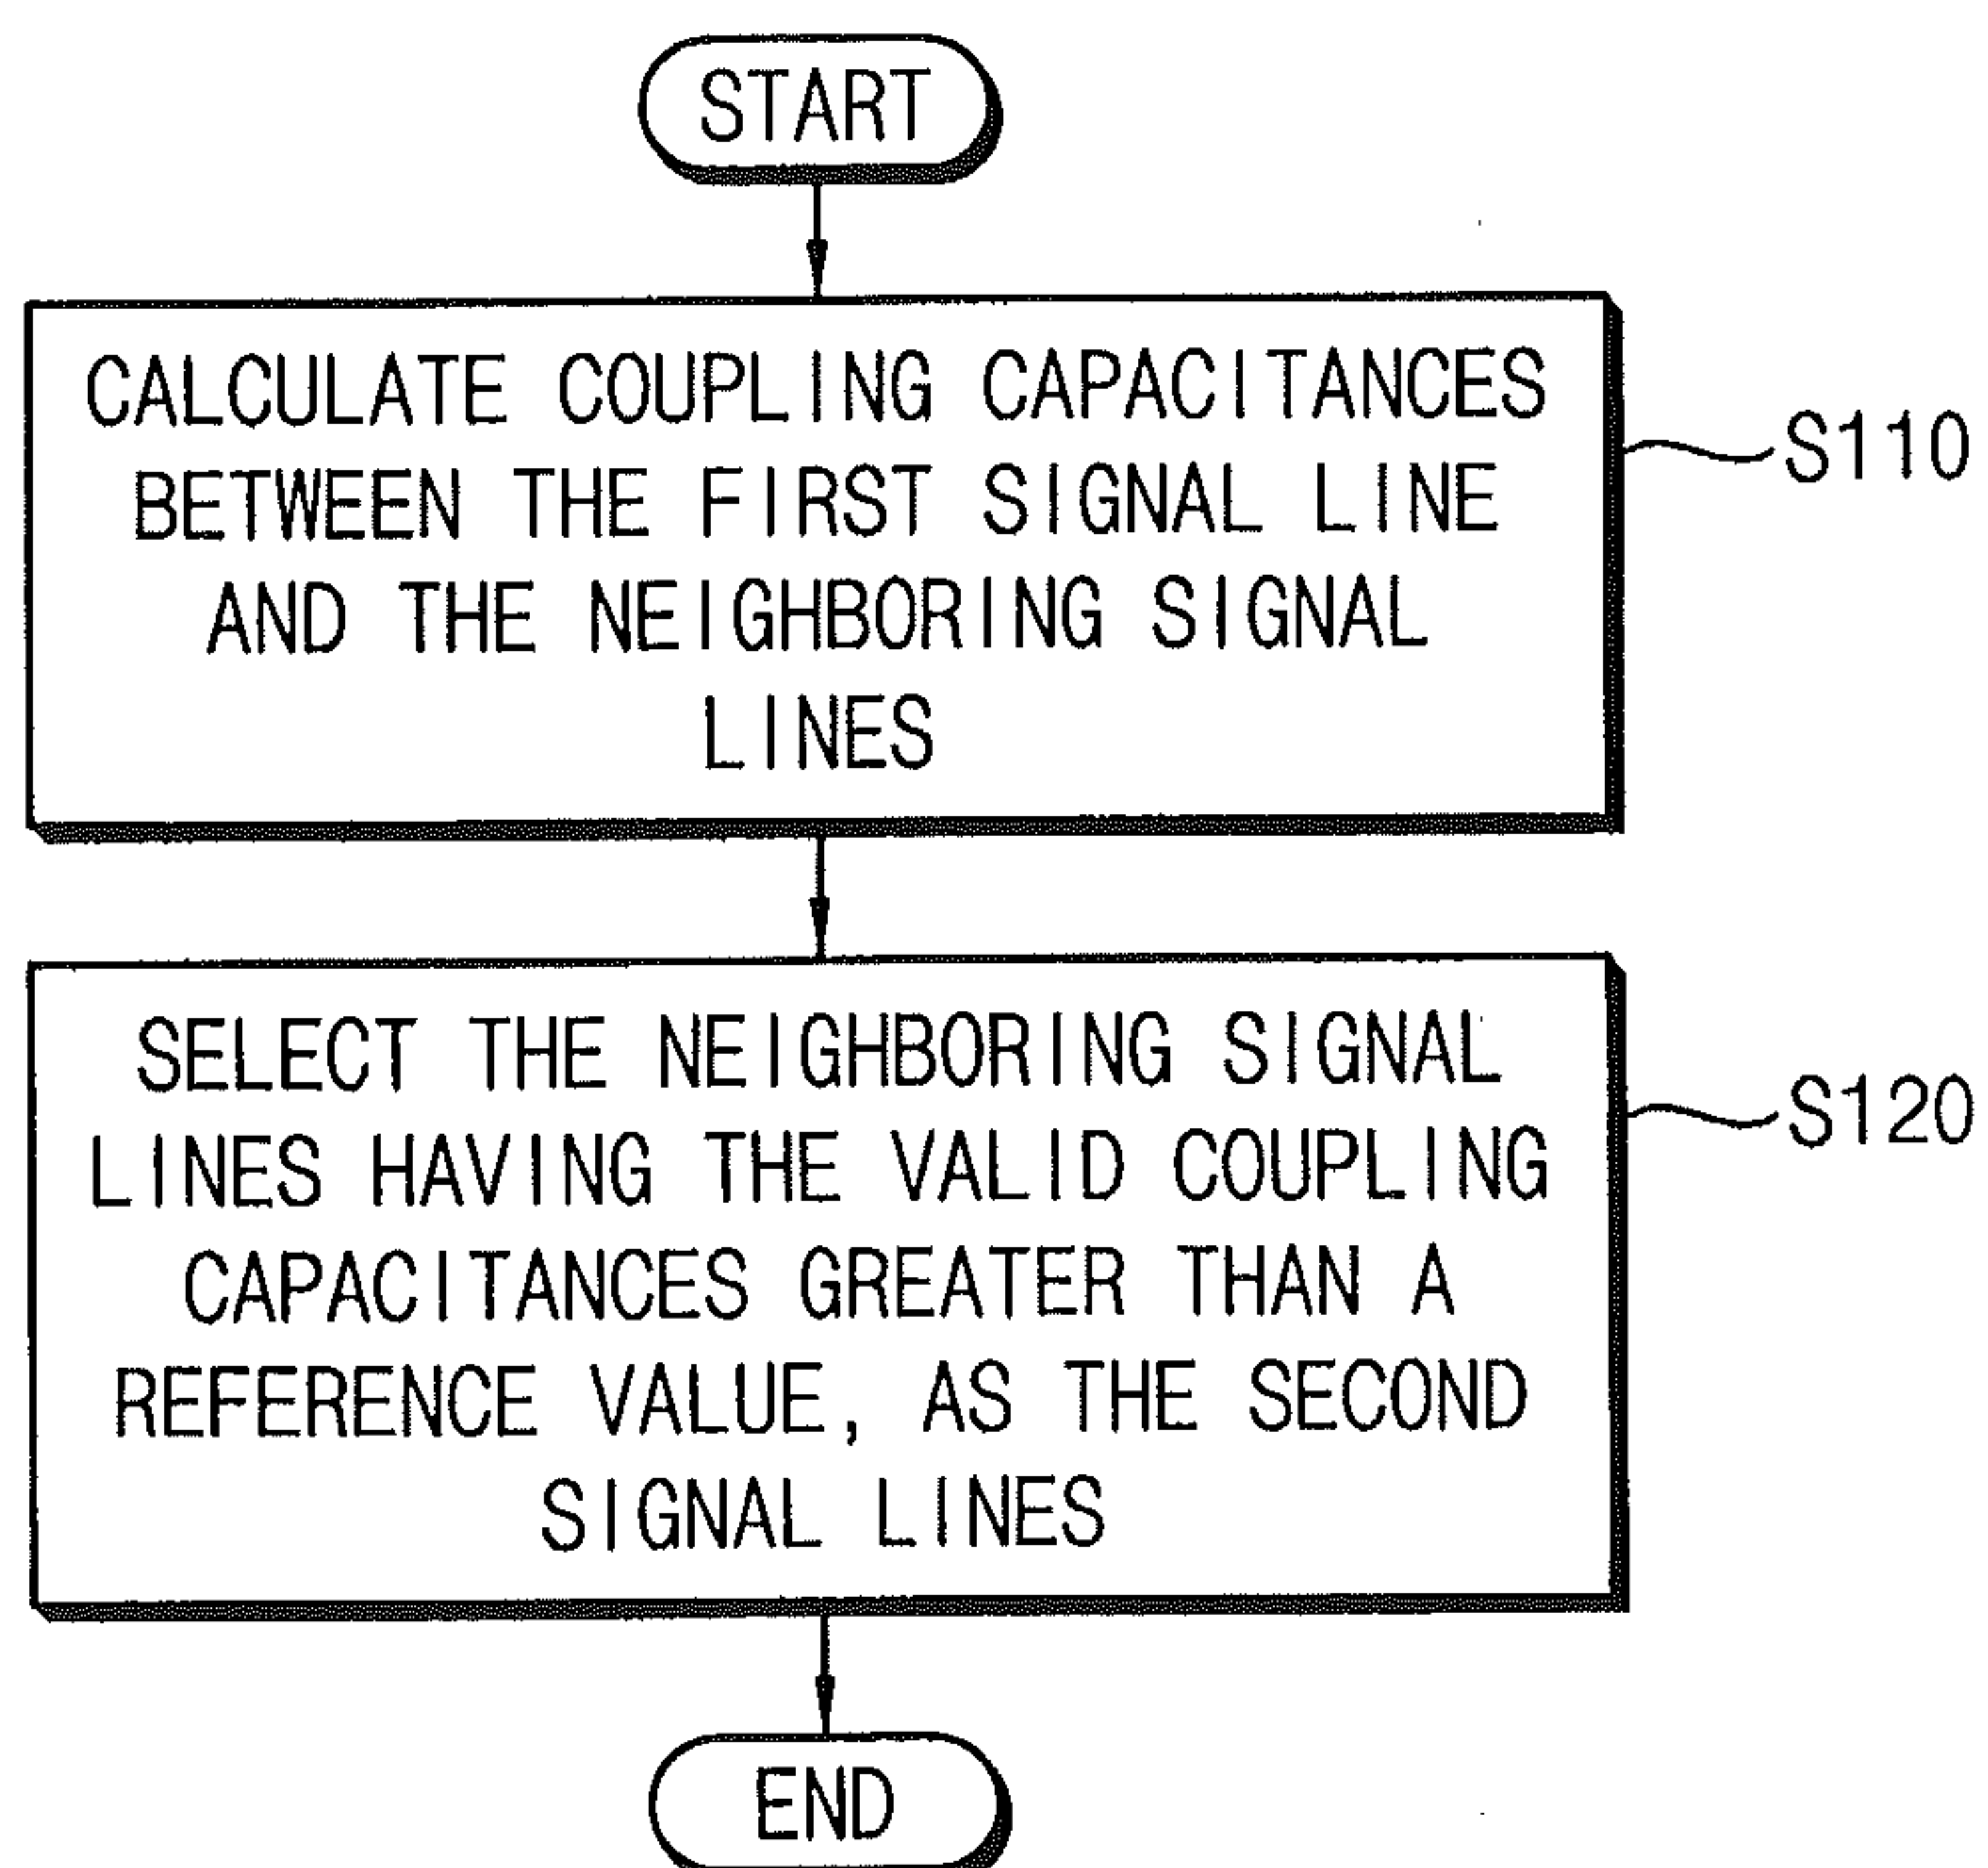 START
CALCULATE COUPLING CAPACITANCES
BETWEEN THE FIRST SIGNAL LINE
AND THE NEIGHBORING SIGNAL
LINES
S110
SELECT THE NEIGHBORING SIGNAL
LINES HAVING THE VALID COUPLING
CAPACITANCES GREATER THAN A
REFERENCE VALUE, AS THE SECOND
SIGNAL LINES
S120
END